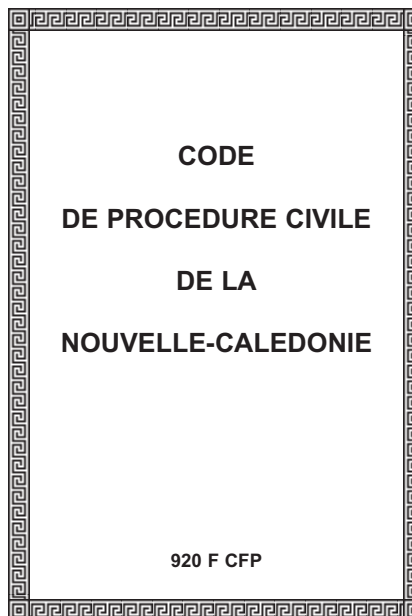 CODE
DE PROCEDURE CIVILE
DE LA
NOUVELLE-CALEDONIE
920 F CFP